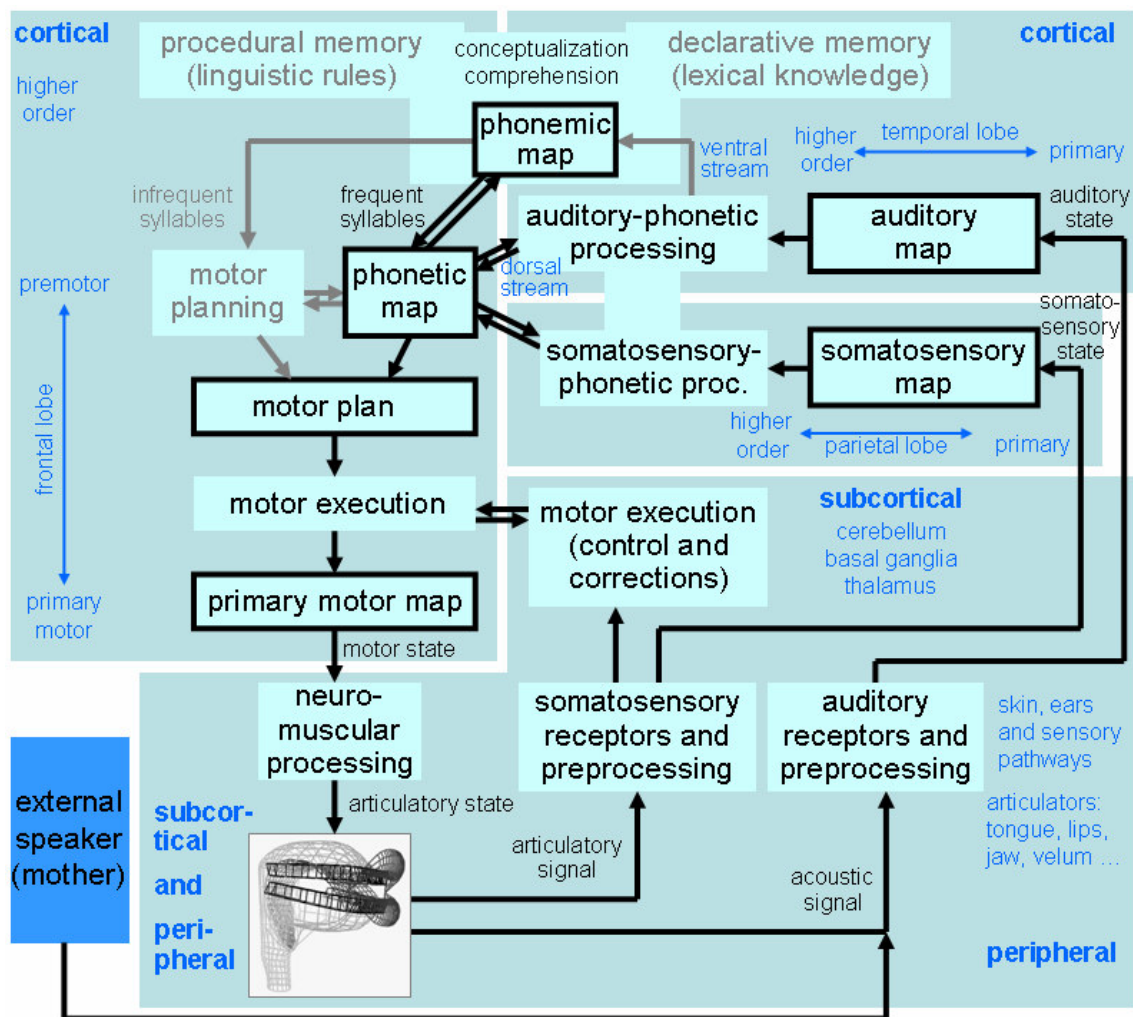 cortical
procedural memory
(linguistic rules)
conceptualization
comprehension
declarative memory
(lexical knowledge)
cortical
higher
order
phonemic
map
ventral
stream
higher
order
temporal lobe
primary
infrequent
syllables
frequent
syllables
auditory-phonetic
processing
auditory
map
auditory
state
premotor
motor
planning
phonetic
map
dorsal
stream
somato-
sensory
state
somatosensory-
phonetic proc.
somatosensory
map
motor plan
higher
order
parietal lobe
primary
frontal lobe
motor execution
motor execution
(control and
corrections)
subcortical
cerebellum
basal ganglia
thalamus
primary
motor
primary motor map
motor state
neuro-
muscular
processing
somatosensory
receptors and
preprocessing
auditory
receptors and
preprocessing
skin, ears
and sensory
pathways
external
speaker
(mother)
articulatory state
subcor-
tical
and
peri-
pheral
articulatory
signal
acoustic
signal
articulators:
tongue, lips,
jaw, velum ...
peripheral